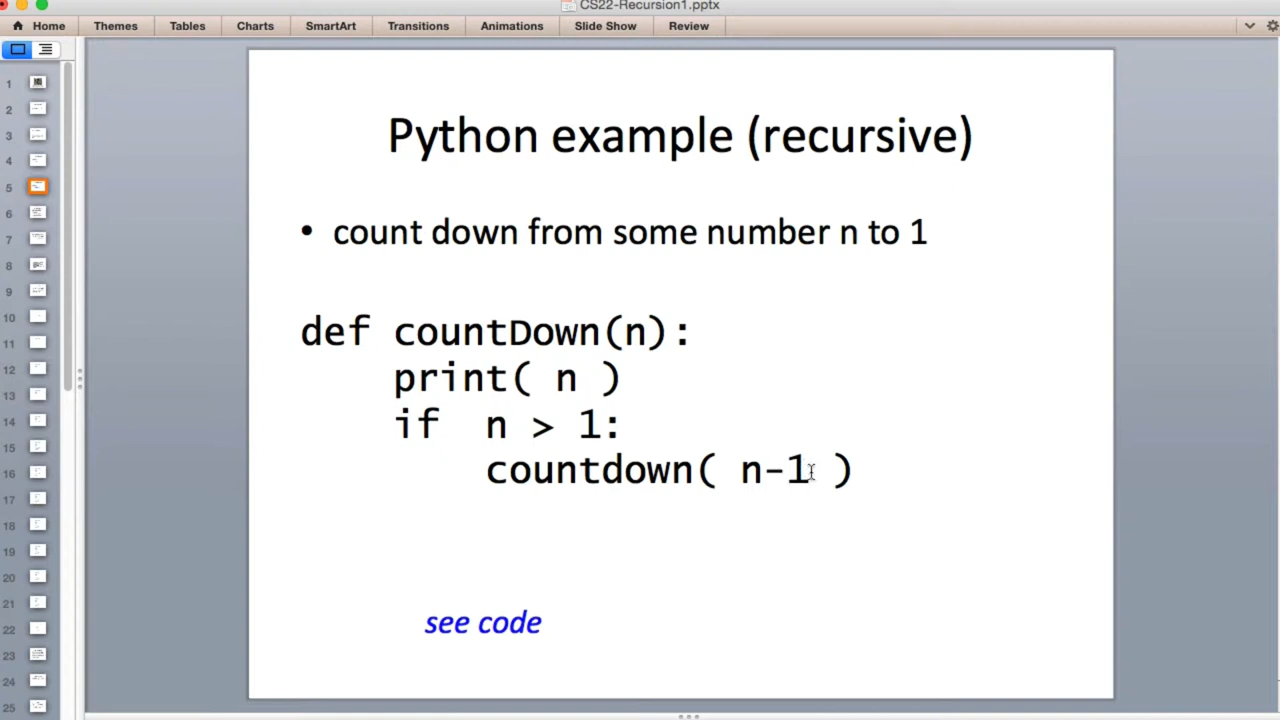 CS22-Recursion1.pptx
Home Themes Tables Charts SmartArt Transitions Animations Slide Show Review
1
2
3
4
5
6
7
8
9
10
11
12
13
14
15
16
17
18
19
20
21
22
23
24
25
Python example (recursive)
• count down from some number n to 1
def countDown(n):
print( n )
if n > 1:
countdown( n-1 )
see code